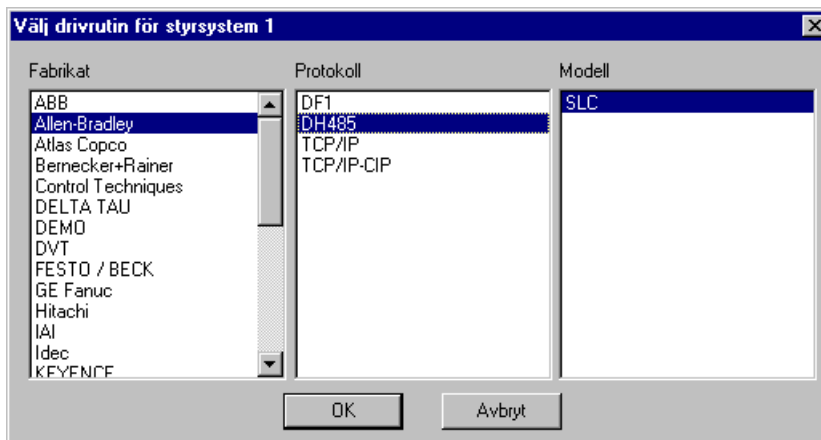 Välj drivrutin för styrsystem 1
Fabrikat
Protokoll
Modell
ABB
Allen-Bradley
Atlas Copco
Bernecker+Rainer
Control Techniques
DELTA TAU
DEMO
DVT
FESTO / BECK
GE Fanuc
Hitachi
IAI
Idec
KEYENCE
DF1
DH485
TCP/IP
TCP/IP-CIP
SLC
OK
Avbryt